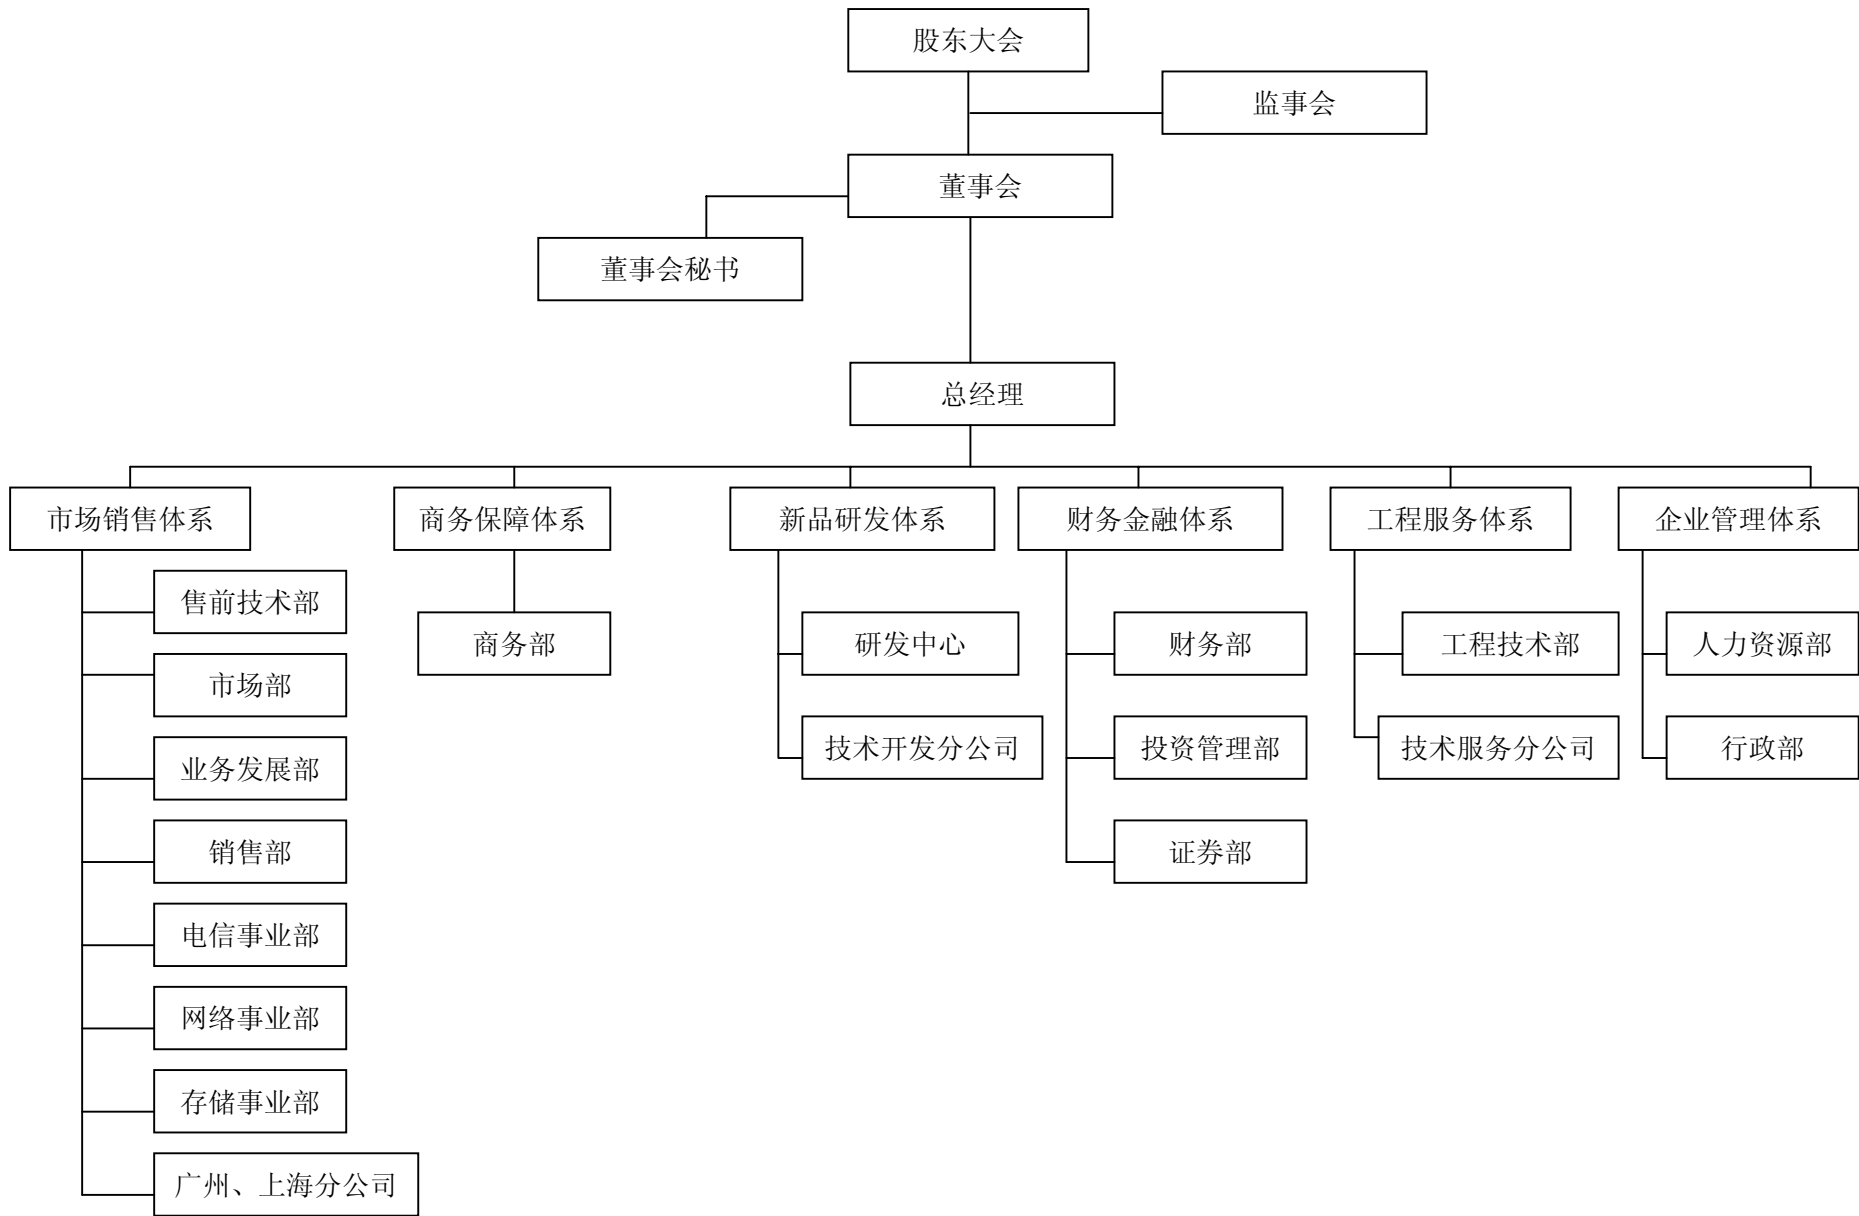 股东大会
监事会
董事会
董事会秘书
总经理
市场销售体系
商务保障体系
新品研发体系
财务金融体系
工程服务体系
企业管理体系
售前技术部
市场部
业务发展部
销售部
电信事业部
网络事业部
存储事业部
广州、上海分公司
商务部
研发中心
技术开发分公司
财务部
投资管理部
证券部
工程技术部
技术服务分公司
人力资源部
行政部